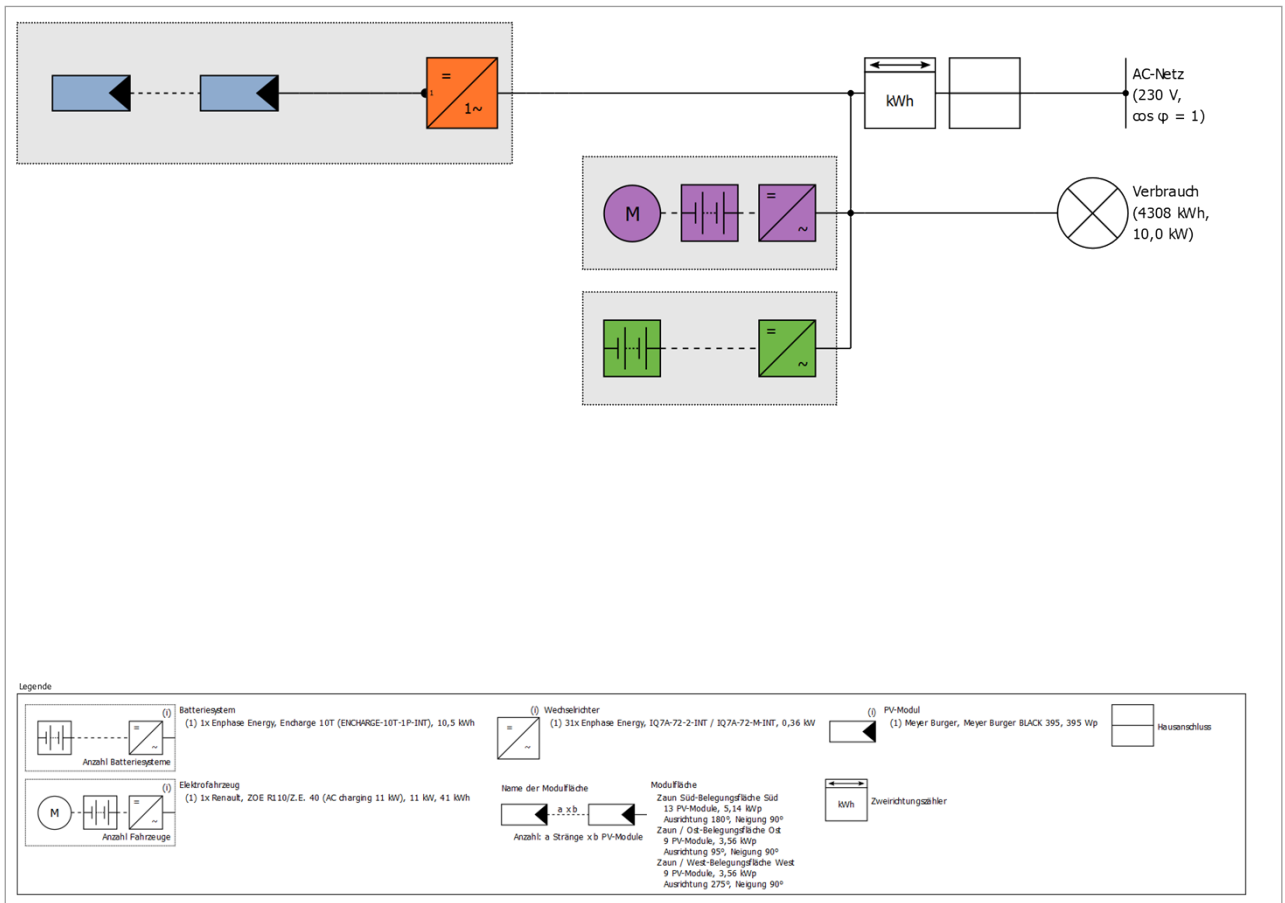 =
1
1~
kWh
AC-Netz
(230 V,
cos φ = 1)
M
=
~
Verbrauch
(4308 kWh,
10,0 kW)
=
~
Legende
(i)
=
~
Anzahl Batteriesysteme
Batteriesystem
(1) 1x Enphase Energy, Encharge 10T (ENCHARGE-10T-1P-INT), 10,5 kWh
=
~
(i) Wechselrichter
(1) 31x Enphase Energy, IQ7A-72-2-INT / IQ7A-72-M-INT, 0,36 kW
(i) PV-Modul
(1) Meyer Burger, Meyer Burger BLACK 395, 395 Wp
Hausanschluss
(i)
M
=
~
Anzahl Fahrzeuge
Elektrofahrzeug
(1) 1x Renault, ZOE R110/Z.E. 40 (AC charging 11 kW), 11 kW, 41 kWh
Name der Modulfläche
a x b
Anzahl: a Stränge x b PV-Module
Modulfläche
Zaun Süd-Belegungsfläche Süd
13 PV-Module, 5,14 kWp
Ausrichtung 180°, Neigung 90°
Zaun / Ost-Belegungsfläche Ost
9 PV-Module, 3,56 kWp
Ausrichtung 95°, Neigung 90°
Zaun / West-Belegungsfläche West
9 PV-Module, 3,56 kWp
Ausrichtung 275°, Neigung 90°
kWh
Zweirichtungszähler